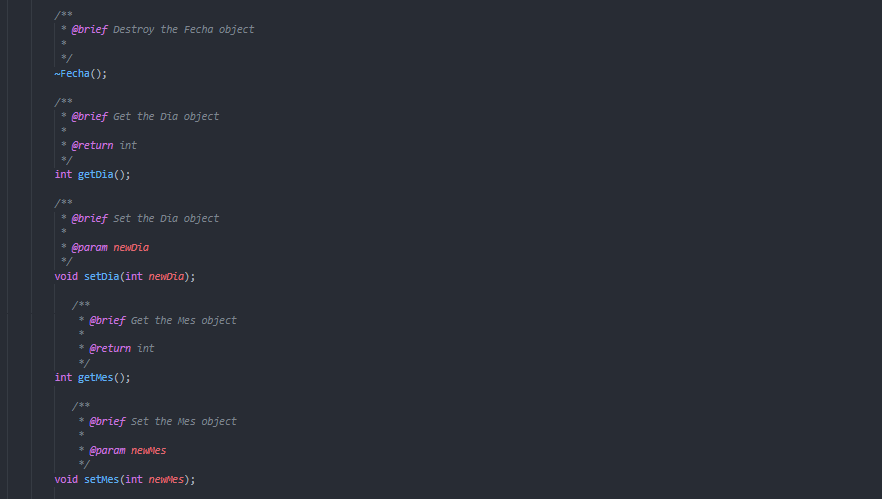 /**
 * @brief Destroy the Fecha object
 *
 */
~Fecha();
/**
 * @brief Get the Dia object
 *
 * @return int
 */
int getDia();
/**
 * @brief Set the Dia object
 *
 * @param newDia
 */
void setDia(int newDia);
/**
 * @brief Get the Mes object
 *
 * @return int
 */
int getMes();
/**
 * @brief Set the Mes object
 *
 * @param newMes
 */
void setMes(int newMes);